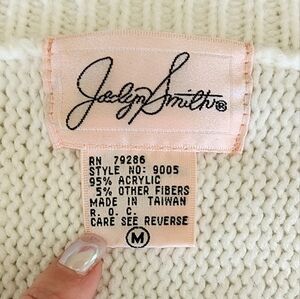 Jaclyn Smith®
RN 79286
STYLE NO: 9005
95% ACRYLIC
5% OTHER FIBERS
MADE IN TAIWAN
R. O. C.
CARE SEE REVERSE
M